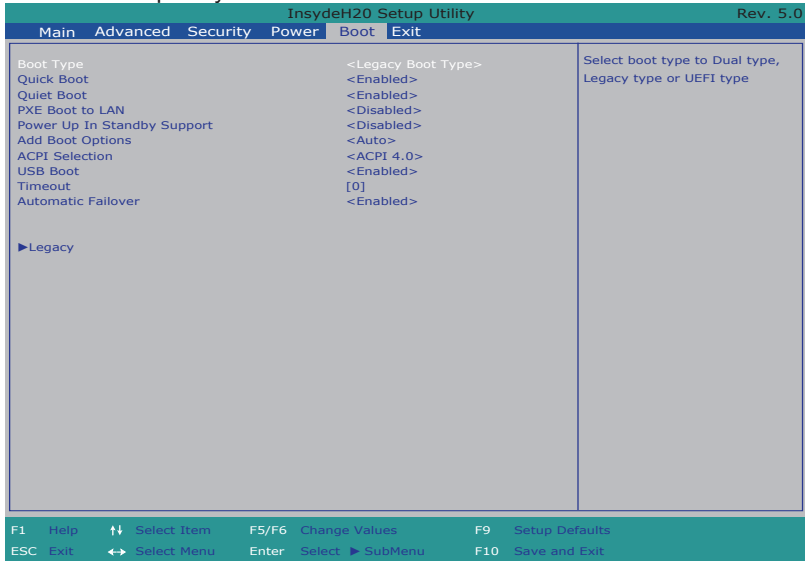 InsydeH20 Setup Utility Rev. 5.0
Main Advanced Security Power Boot Exit
Boot Type <Legacy Boot Type>
Select boot type to Dual type,
Legacy type or UEFI type
Quick Boot <Enabled>
Quiet Boot <Enabled>
PXE Boot to LAN <Disabled>
Power Up In Standby Support <Disabled>
Add Boot Options <Auto>
ACPI Selection <ACPI 4.0>
USB Boot <Enabled>
Timeout [0]
Automatic Failover <Enabled>
►Legacy
F1 Help ↑↓ Select Item F5/F6 Change Values F9 Setup Defaults
ESC Exit ↔ Select Menu Enter Select ► SubMenu F10 Save and Exit